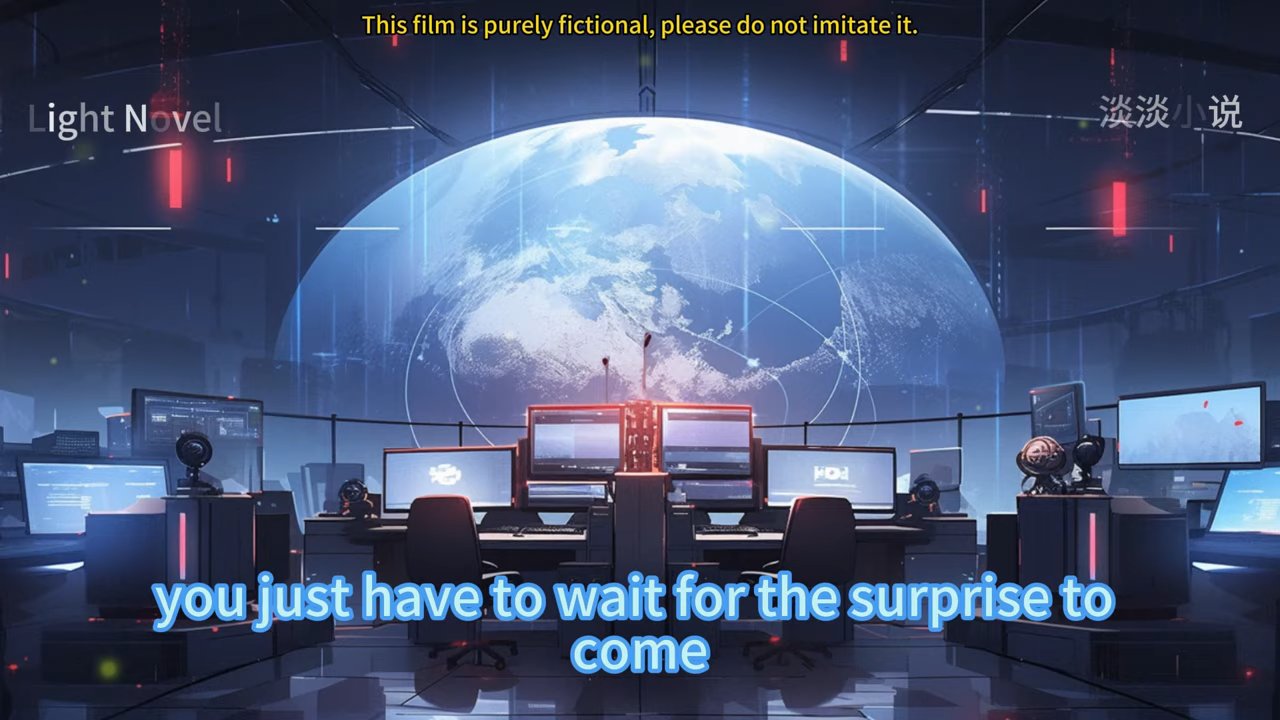 This film is purely fictional, please do not imitate it.
Light Novel
淡淡小说
you just have to wait for the surprise to
come